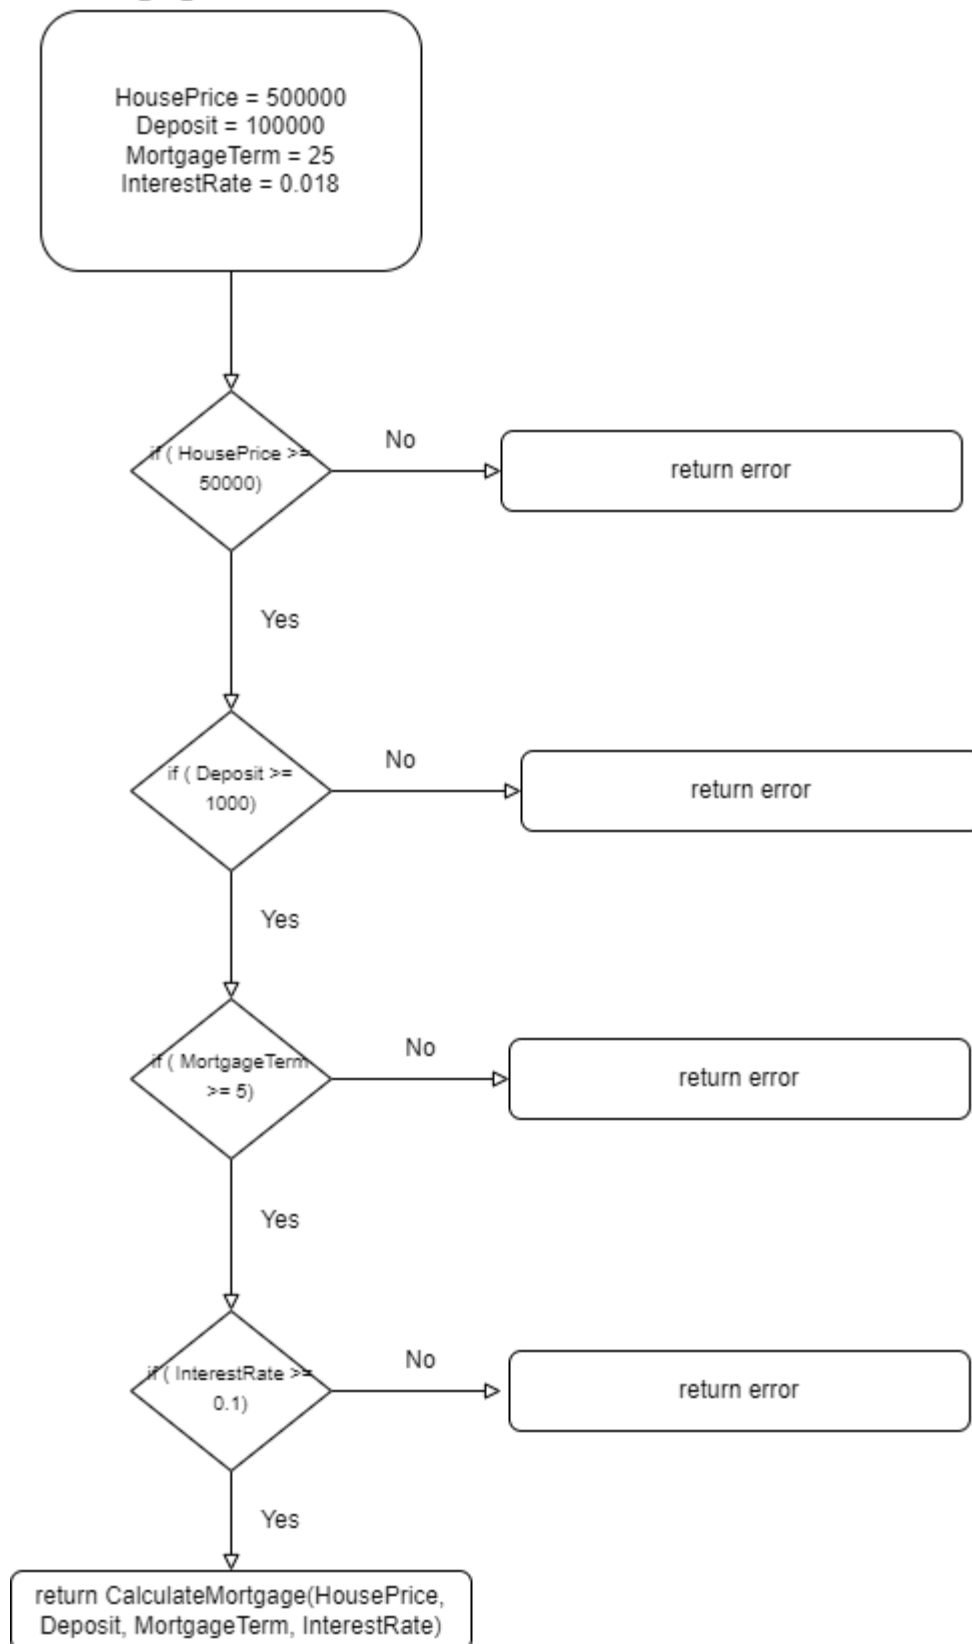 HousePrice = 500000
Deposit = 100000
MortgageTerm = 25
InterestRate = 0.018
if ( HousePrice >=
50000)
No
return error
Yes
if ( Deposit >=
1000)
No
return error
Yes
if ( MortgageTerm
>= 5)
No
return error
Yes
if ( InterestRate >=
0.1)
No
return error
Yes
return CalculateMortgage(HousePrice,
Deposit, MortgageTerm, InterestRate)